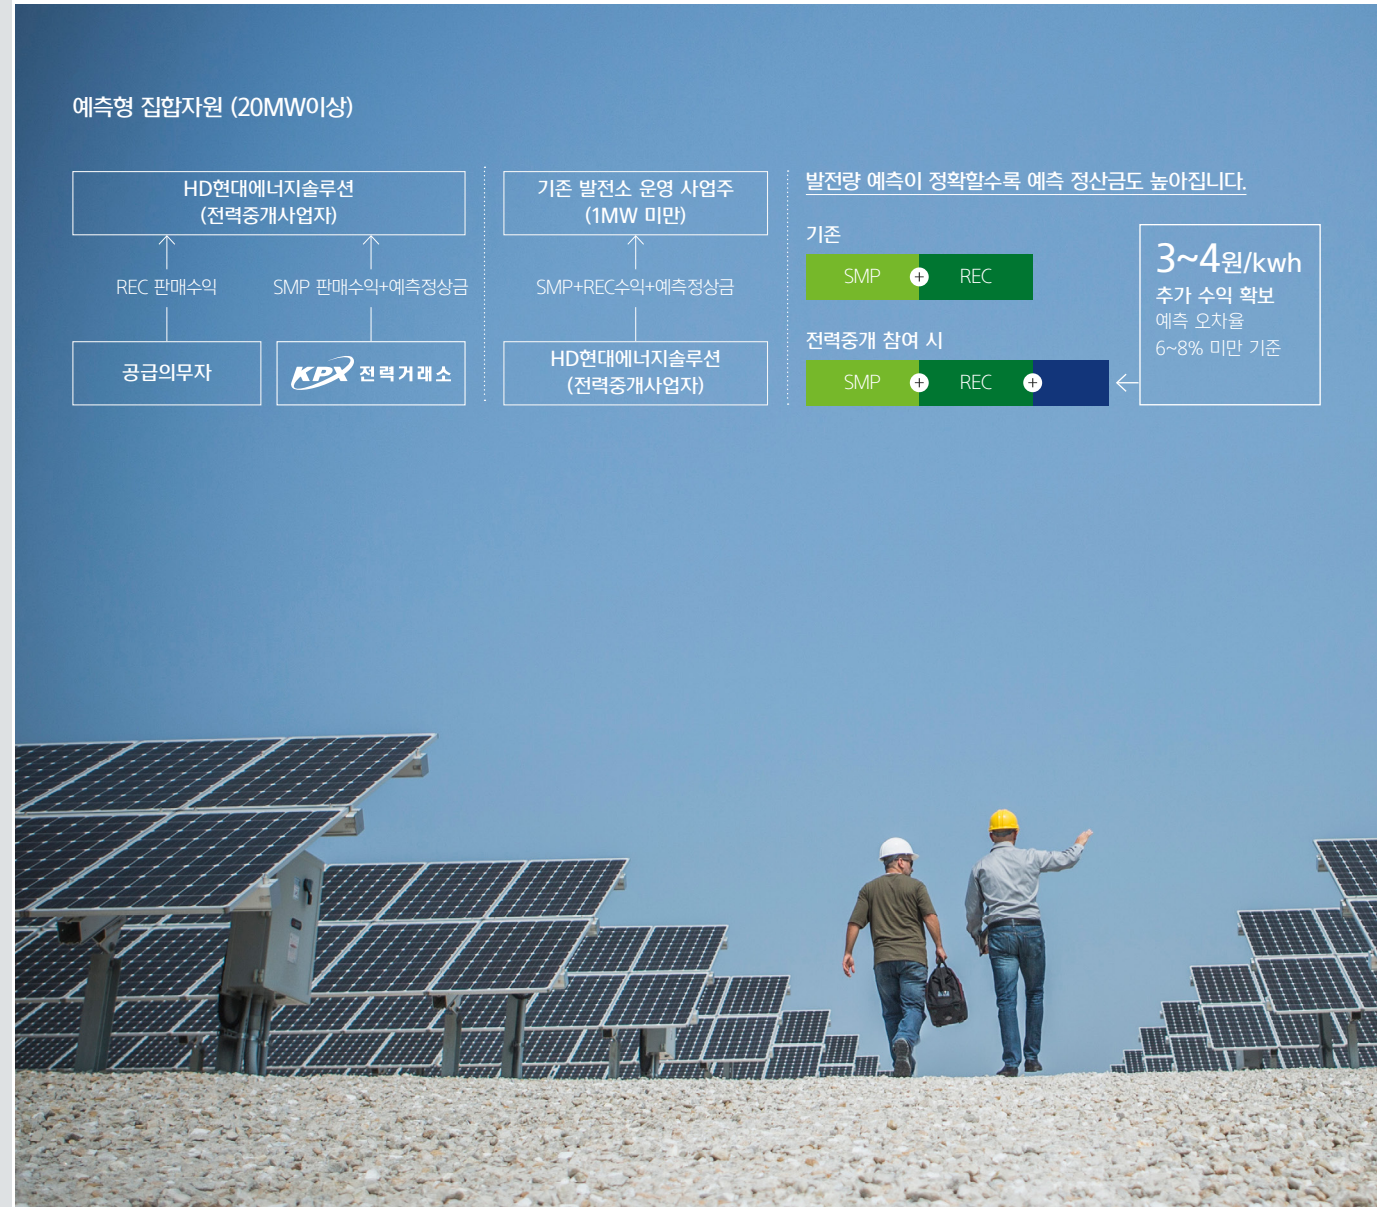 예측형 집합자원 (20MW이상)
HD현대에너지솔루션
(전력중개사업자)
REC 판매수익
SMP 판매수익+예측정상금
공급의무자
KPX 전력거래소
기존 발전소 운영 사업주
(1MW 미만)
SMP+REC수익+예측정상금
HD현대에너지솔루션
(전력중개사업자)
발전량 예측이 정확할수록 예측 정산금도 높아집니다.
기존
SMP + REC
전력중개 참여 시
SMP + REC +
3~4원/kwh
추가 수익 확보
예측 오차율
6~8% 미만 기준